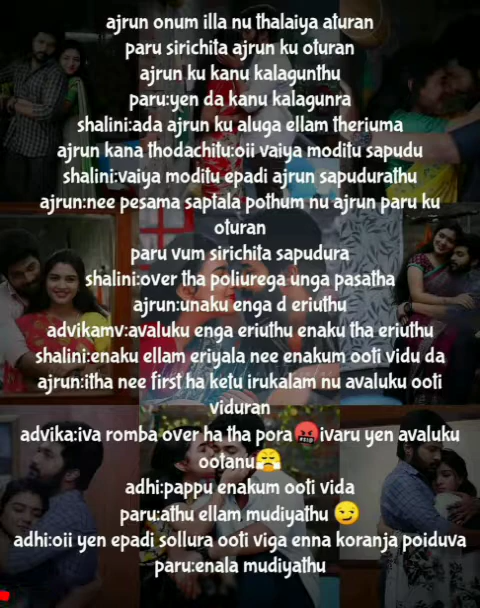 ajrun onum illa nu thalaiya aturan
paru sirichita ajrun ku oturan
ajrun ku kanu kalagunthu
paru:yen da kanu kalagunra
shalini:ada ajrun ku aluga ellam theriuma
ajrun kana thodachitu:oii vaiya moditu sapudu
shalini:vaiya moditu epadi ajrun sapudurathu
ajrun:nee pesama saptala pothum nu ajrun paru ku
oturan
paru vum sirichita sapudura
shalini:over tha poliurega unga pasatha
ajrun:unaku enga d eriuthu
advikamv:avaluku enga eriuthu enaku tha eriuthu
shalini:enaku ellam eriyala nee enakum ooti vidu da
ajrun:itha nee first ha ketu irukalam nu avaluku ooti
viduran
advika:iva romba over ha tha pora🤬ivaru yen avaluku
ootanu😤
adhi:pappu enakum ooti vida
paru:athu ellam mudiyathu 😏
adhi:oii yen epadi sollura ooti viga enna koranja poiduva
paru:enala mudiyathu